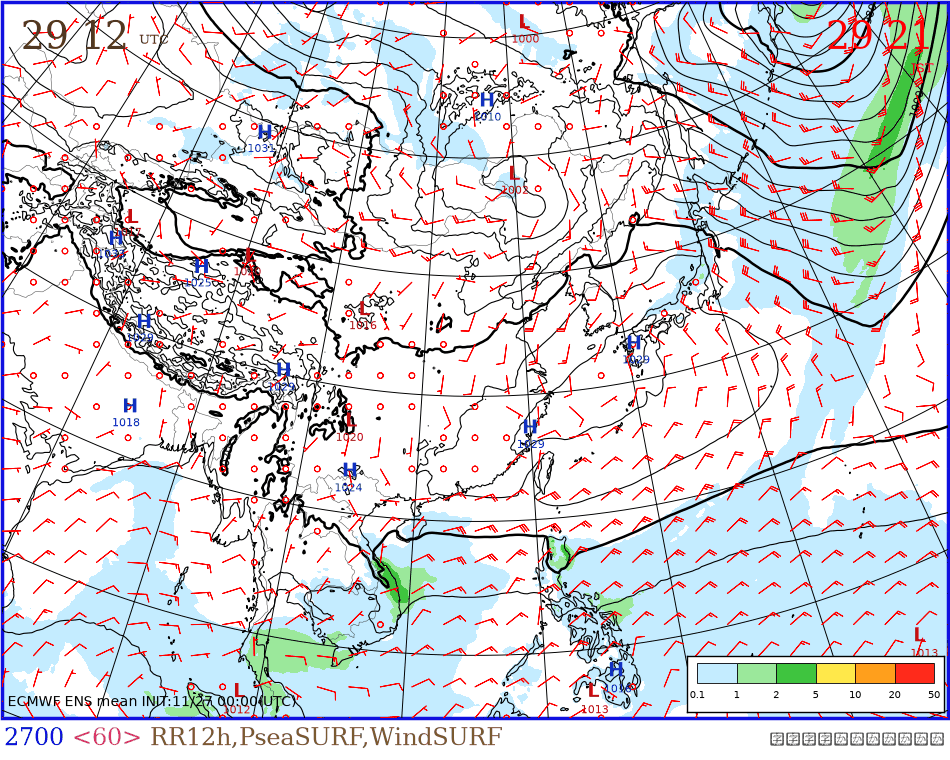 29 12 UTC
29 21 JST
L
1000
H
1010
H
1031
L
1002
L
H
H
1025
L
L
1016
H
H
1029
H
H
1018
H
1029
L
1020
H
1024
L
1013
H
L
1012
L
1013
0.1 1 2 5 10 20 50
ECMWF ENS mean INIT:11/27 00:00(UTC)
2700 <60> RR12h,PseaSURF,WindSURF